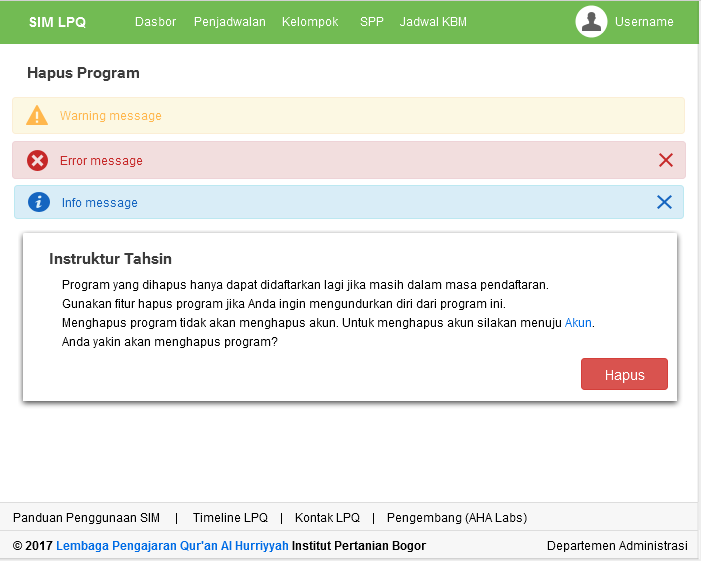 SIM LPQ Dasbor Penjadwalan Kelompok SPP Jadwal KBM Username
Hapus Program
Warning message
Error message
Info message
Instruktur Tahsin
Program yang dihapus hanya dapat didaftarkan lagi jika masih dalam masa pendaftaran.
Gunakan fitur hapus program jika Anda ingin mengundurkan diri dari program ini.
Menghapus program tidak akan menghapus akun. Untuk menghapus akun silakan menuju Akun.
Anda yakin akan menghapus program?
Hapus
Panduan Penggunaan SIM | Timeline LPQ | Kontak LPQ | Pengembang (AHA Labs)
© 2017 Lembaga Pengajaran Qur'an Al Hurriyyah Institut Pertanian Bogor Departemen Administrasi